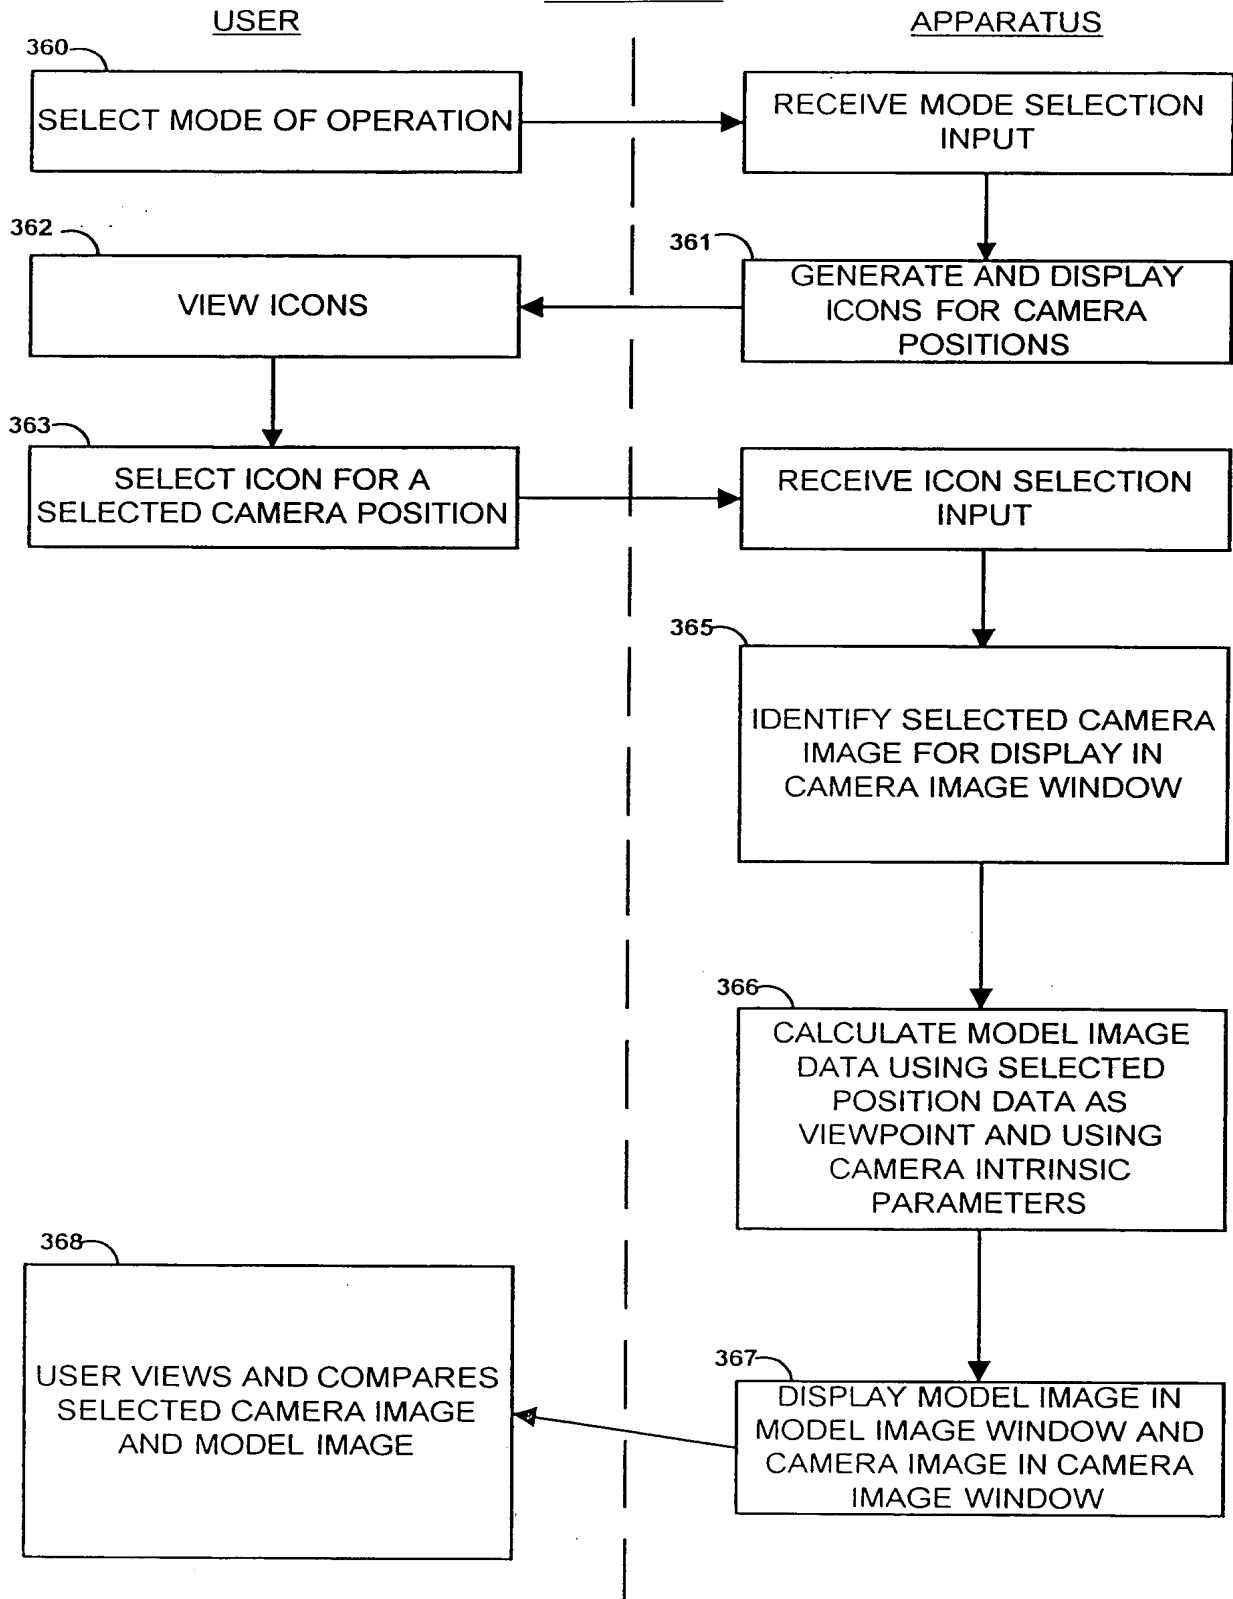 USER
APPARATUS
360
SELECT MODE OF OPERATION
RECEIVE MODE SELECTION
INPUT
362
VIEW ICONS
361
GENERATE AND DISPLAY
ICONS FOR CAMERA
POSITIONS
363
SELECT ICON FOR A
SELECTED CAMERA POSITION
RECEIVE ICON SELECTION
INPUT
365
IDENTIFY SELECTED CAMERA
IMAGE FOR DISPLAY IN
CAMERA IMAGE WINDOW
366
CALCULATE MODEL IMAGE
DATA USING SELECTED
POSITION DATA AS
VIEWPOINT AND USING
CAMERA INTRINSIC
PARAMETERS
367
DISPLAY MODEL IMAGE IN
MODEL IMAGE WINDOW AND
CAMERA IMAGE IN CAMERA
IMAGE WINDOW
368
USER VIEWS AND COMPARES
SELECTED CAMERA IMAGE
AND MODEL IMAGE